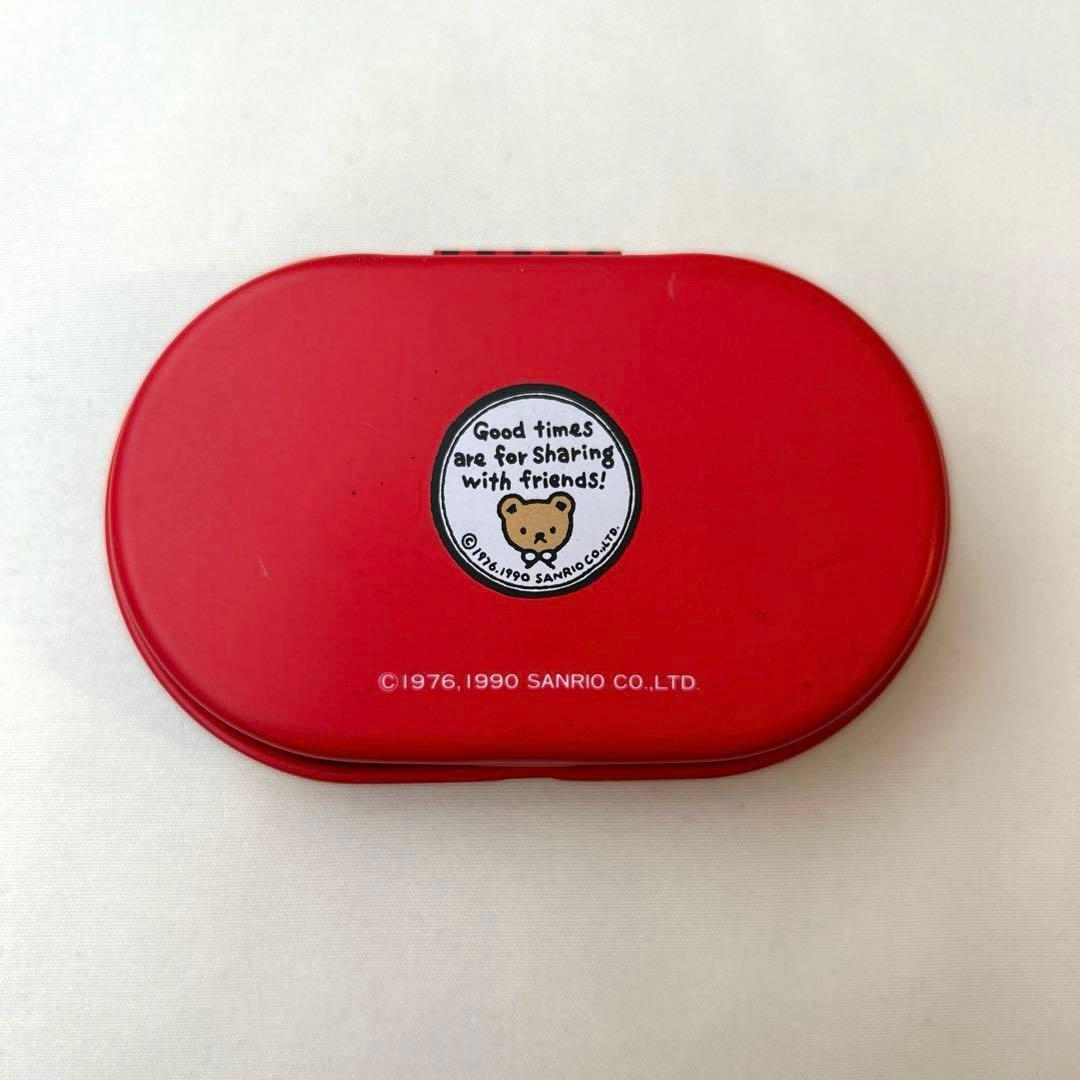 Good times
are for sharing
with friends!
©1976.1990 SANRIO CO.,LTD.
©1976,1990 SANRIO CO.,LTD.